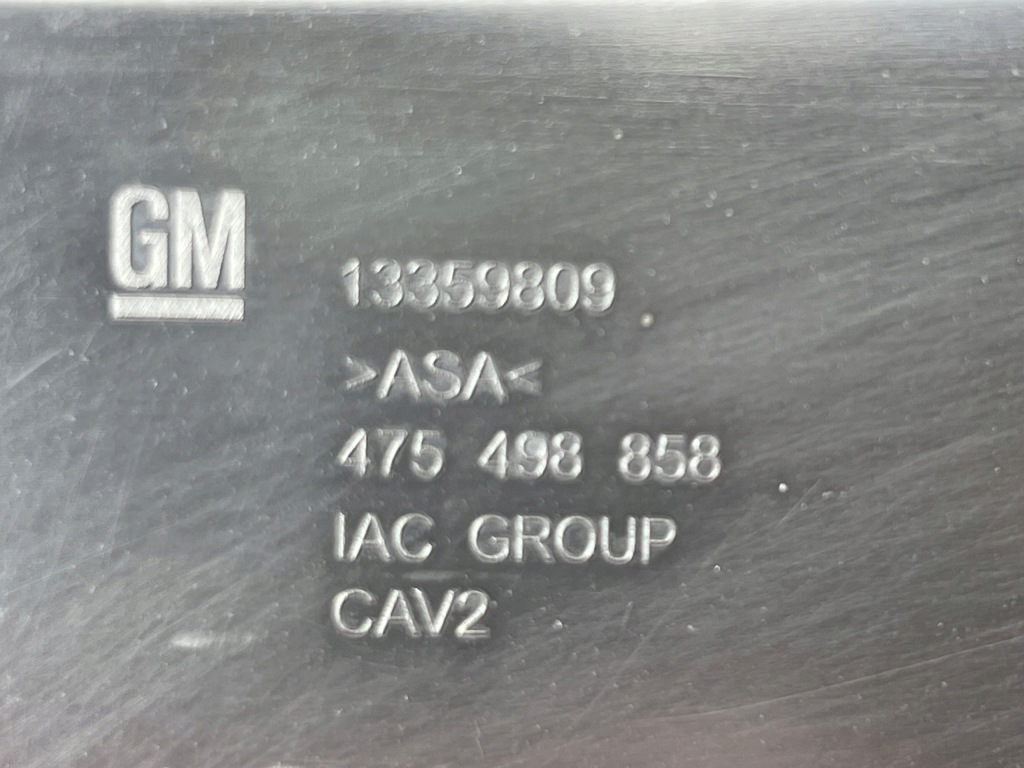 GM
13359809
>ASA<
475 498 858
IAC GROUP
CAV2